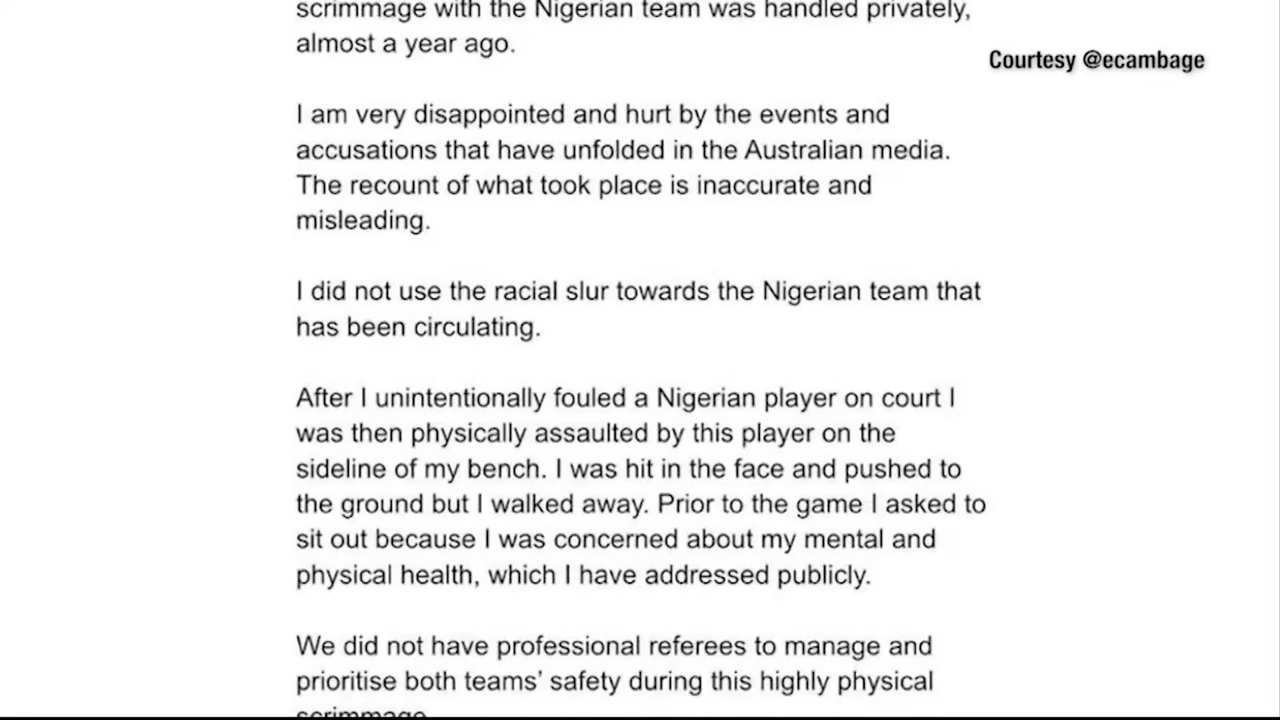 scrimmage with the Nigerian team was handled privately,
almost a year ago.
Courtesy @ecambage
I am very disappointed and hurt by the events and
accusations that have unfolded in the Australian media.
The recount of what took place is inaccurate and
misleading.
I did not use the racial slur towards the Nigerian team that
has been circulating.
After I unintentionally fouled a Nigerian player on court I
was then physically assaulted by this player on the
sideline of my bench. I was hit in the face and pushed to
the ground but I walked away. Prior to the game I asked to
sit out because I was concerned about my mental and
physical health, which I have addressed publicly.
We did not have professional referees to manage and
prioritise both teams’ safety during this highly physical
scrimmage.